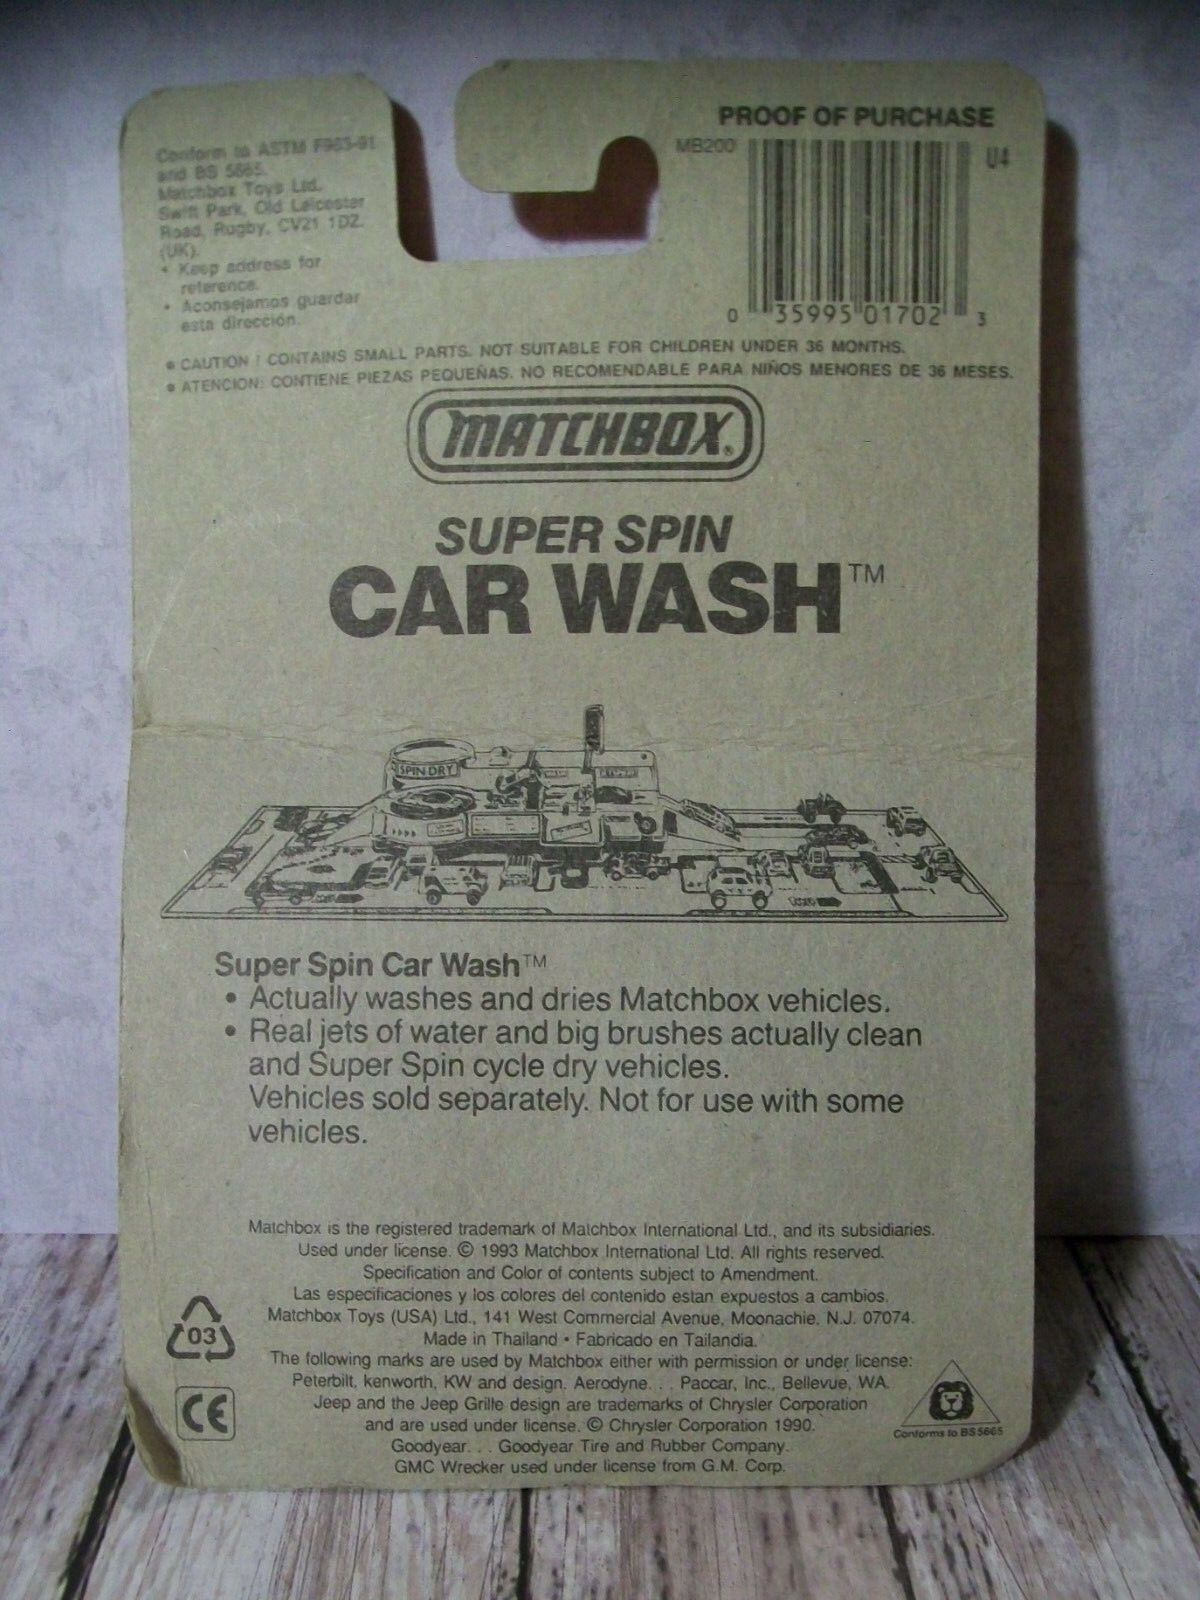 Conform to ASTM F963-91
and BS 5665.
Matchbox Toys Ltd.
Swift Park, Old Leicester
Road, Rugby, CV21 1DZ.
(UK).
• Keep address for
reference.
• Aconsejamos guardar
esta dirección.
PROOF OF PURCHASE
MB200
U4
0 35995 01702 3
• CAUTION ! CONTAINS SMALL PARTS. NOT SUITABLE FOR CHILDREN UNDER 36 MONTHS.
• ATENCION: CONTIENE PIEZAS PEQUEÑAS. NO RECOMENDABLE PARA NIÑOS MENORES DE 36 MESES.
MATCHBOX®
SUPER SPIN
CAR WASH™
SPIN DRY
WASH
Super Spin Car Wash™
• Actually washes and dries Matchbox vehicles.
• Real jets of water and big brushes actually clean
and Super Spin cycle dry vehicles.
Vehicles sold separately. Not for use with some
vehicles.
Matchbox is the registered trademark of Matchbox International Ltd., and its subsidiaries.
Used under license. © 1993 Matchbox International Ltd. All rights reserved.
Specification and Color of contents subject to Amendment.
Las especificaciones y los colores del contenido estan expuestos a cambios.
Matchbox Toys (USA) Ltd., 141 West Commercial Avenue, Moonachie, N.J. 07074.
Made in Thailand • Fabricado en Tailandia.
The following marks are used by Matchbox either with permission or under license:
Peterbilt, kenworth, KW and design. Aerodyne. . . Paccar, Inc., Bellevue, WA.
Jeep and the Jeep Grille design are trademarks of Chrysler Corporation
and are used under license. © Chrysler Corporation 1990.
Goodyear. . . Goodyear Tire and Rubber Company.
GMC Wrecker used under license from G.M. Corp.
03
CE
Conforms to BS 5665